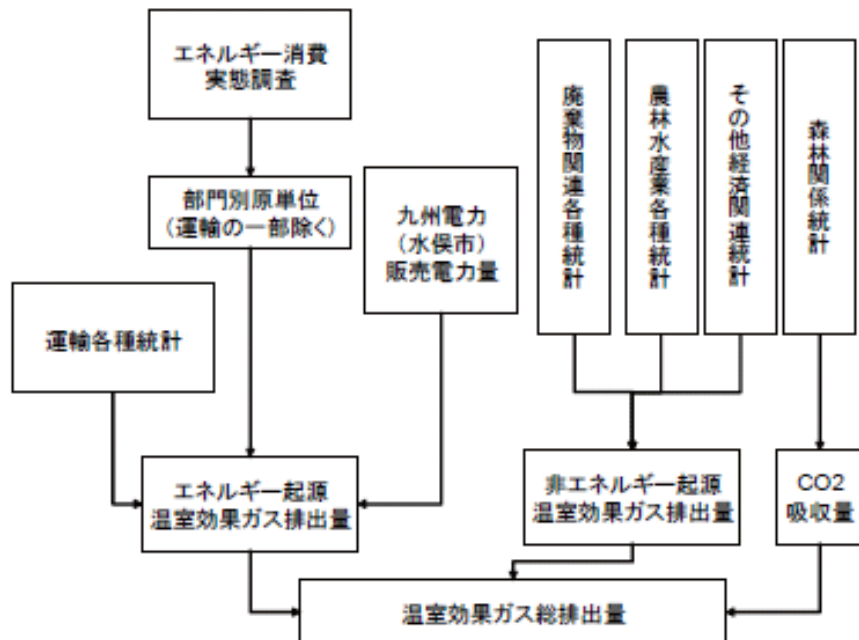 エネルギー消費
実態調査
部門別原単位
(運輸の一部除く)
九州電力
(水俣市)
販売電力量
運輸各種統計
廃棄物関連各種統計
農林水産業各種統計
その他経済関連統計
森林関係統計
エネルギー起源
温室効果ガス排出量
非エネルギー起源
温室効果ガス排出量
CO2
吸収量
温室効果ガス総排出量